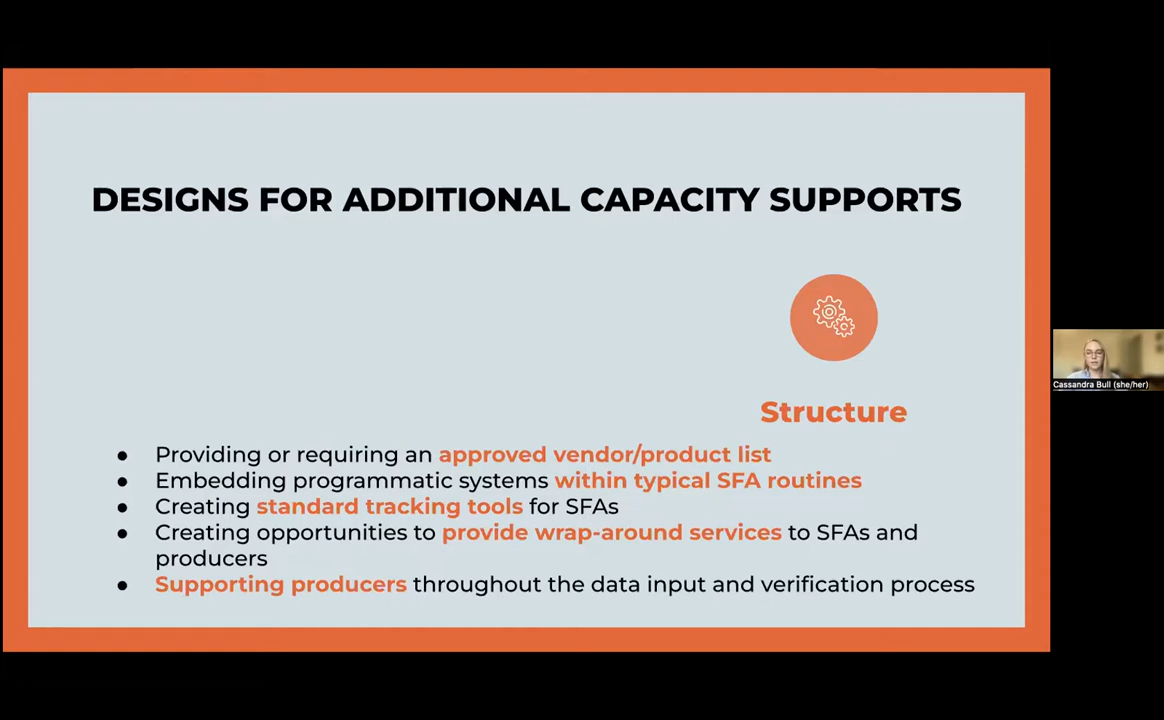 DESIGNS FOR ADDITIONAL CAPACITY SUPPORTS
Structure
● Providing or requiring an approved vendor/product list
● Embedding programmatic systems within typical SFA routines
● Creating standard tracking tools for SFAs
● Creating opportunities to provide wrap-around services to SFAs and
producers
● Supporting producers throughout the data input and verification process
Cassandra Bull (she/her)